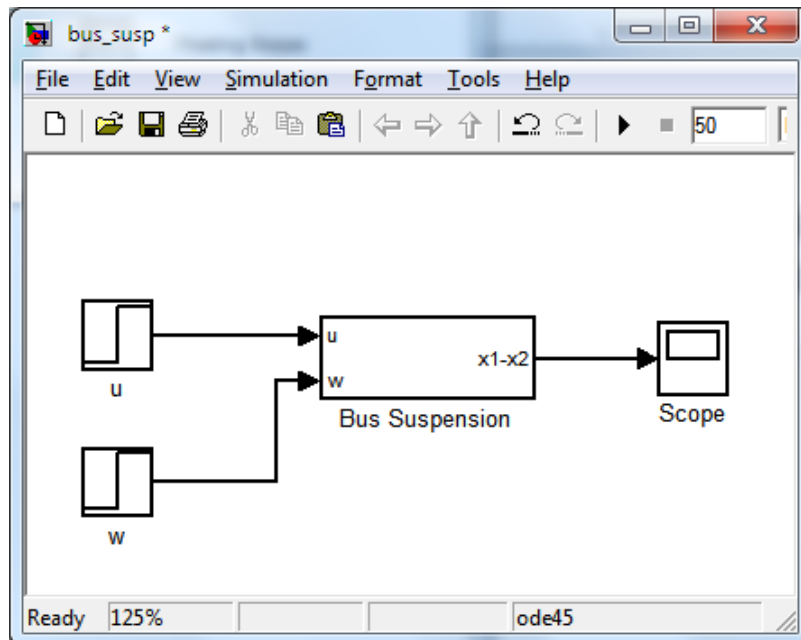 bus_susp *
File Edit View Simulation Format Tools Help
50
u
w
x1-x2
Bus Suspension
u
w
Scope
Ready 125% ode45